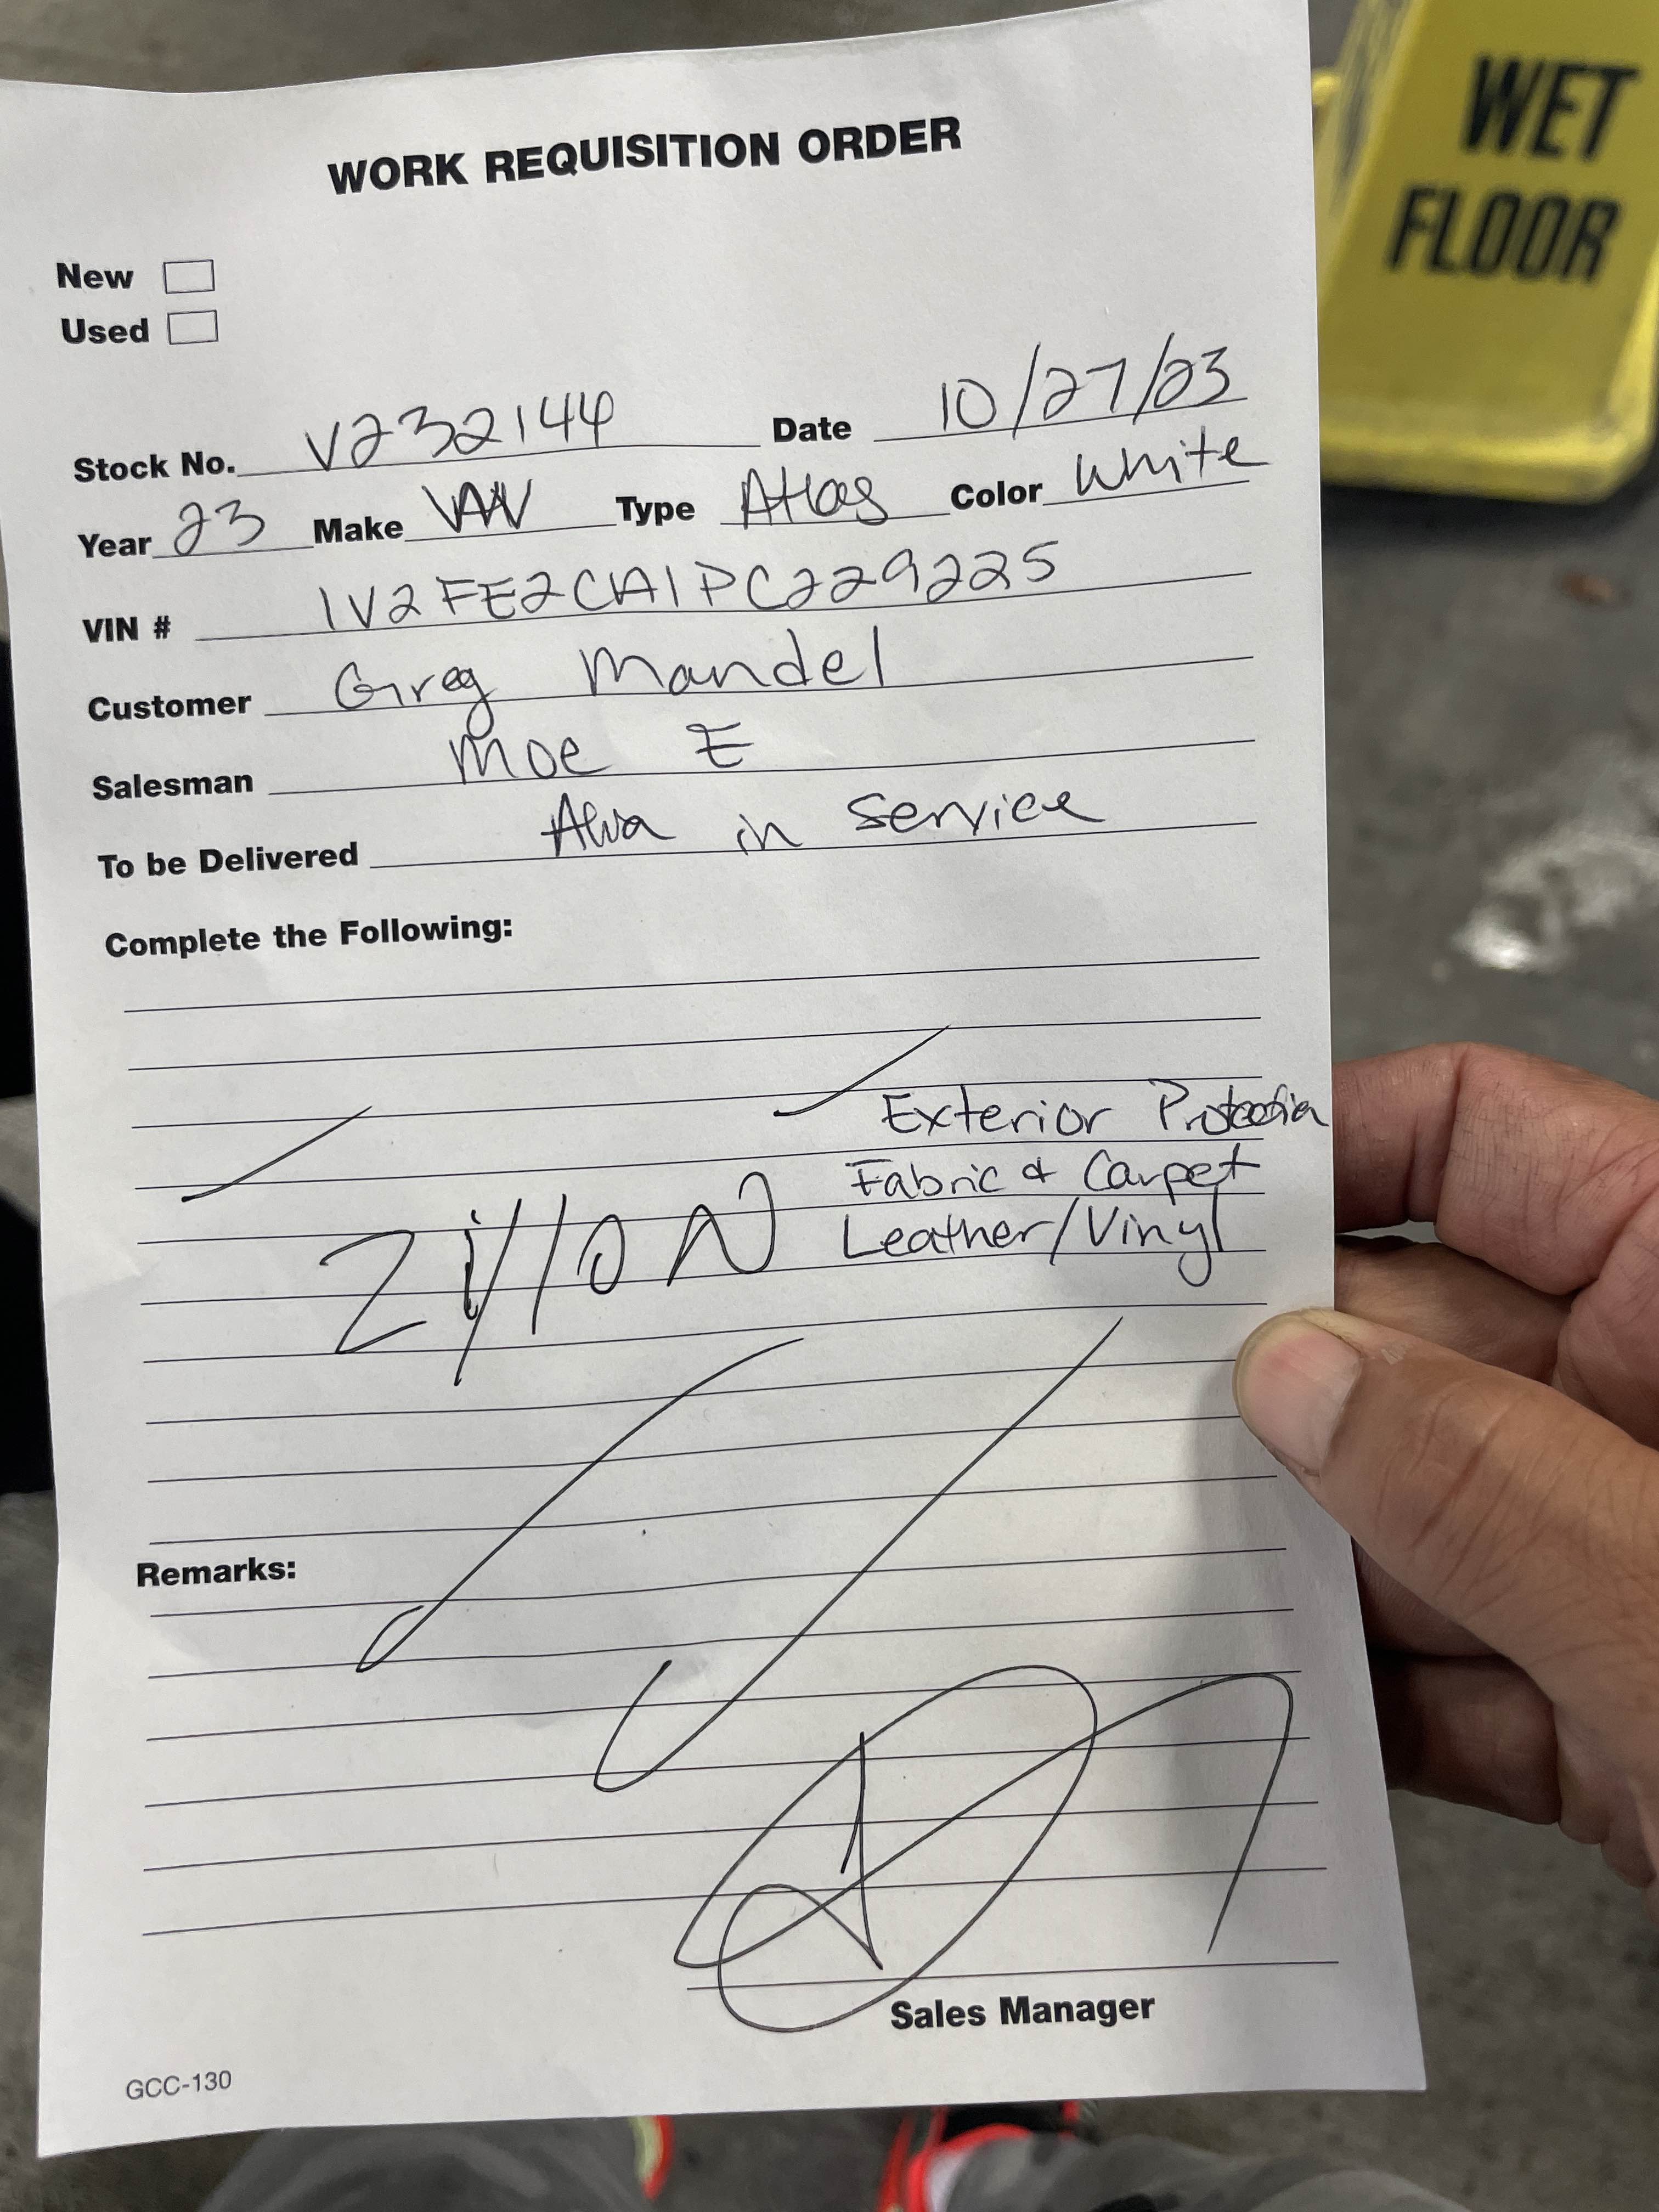 WET
FLOOR
WORK REQUISITION ORDER
New
Used
Stock No. V232144 Date 10/27/23
Year 23 Make VW Type Atlas Color White
VIN # 1V2FE2CA1PC229225
Customer Greg Mandel
Salesman Moe E
To be Delivered in Service
Complete the Following:
Exterior Protection
Fabric & Carpet
ZillON Leather/Vinyl
Remarks:
Sales Manager
GCC-130